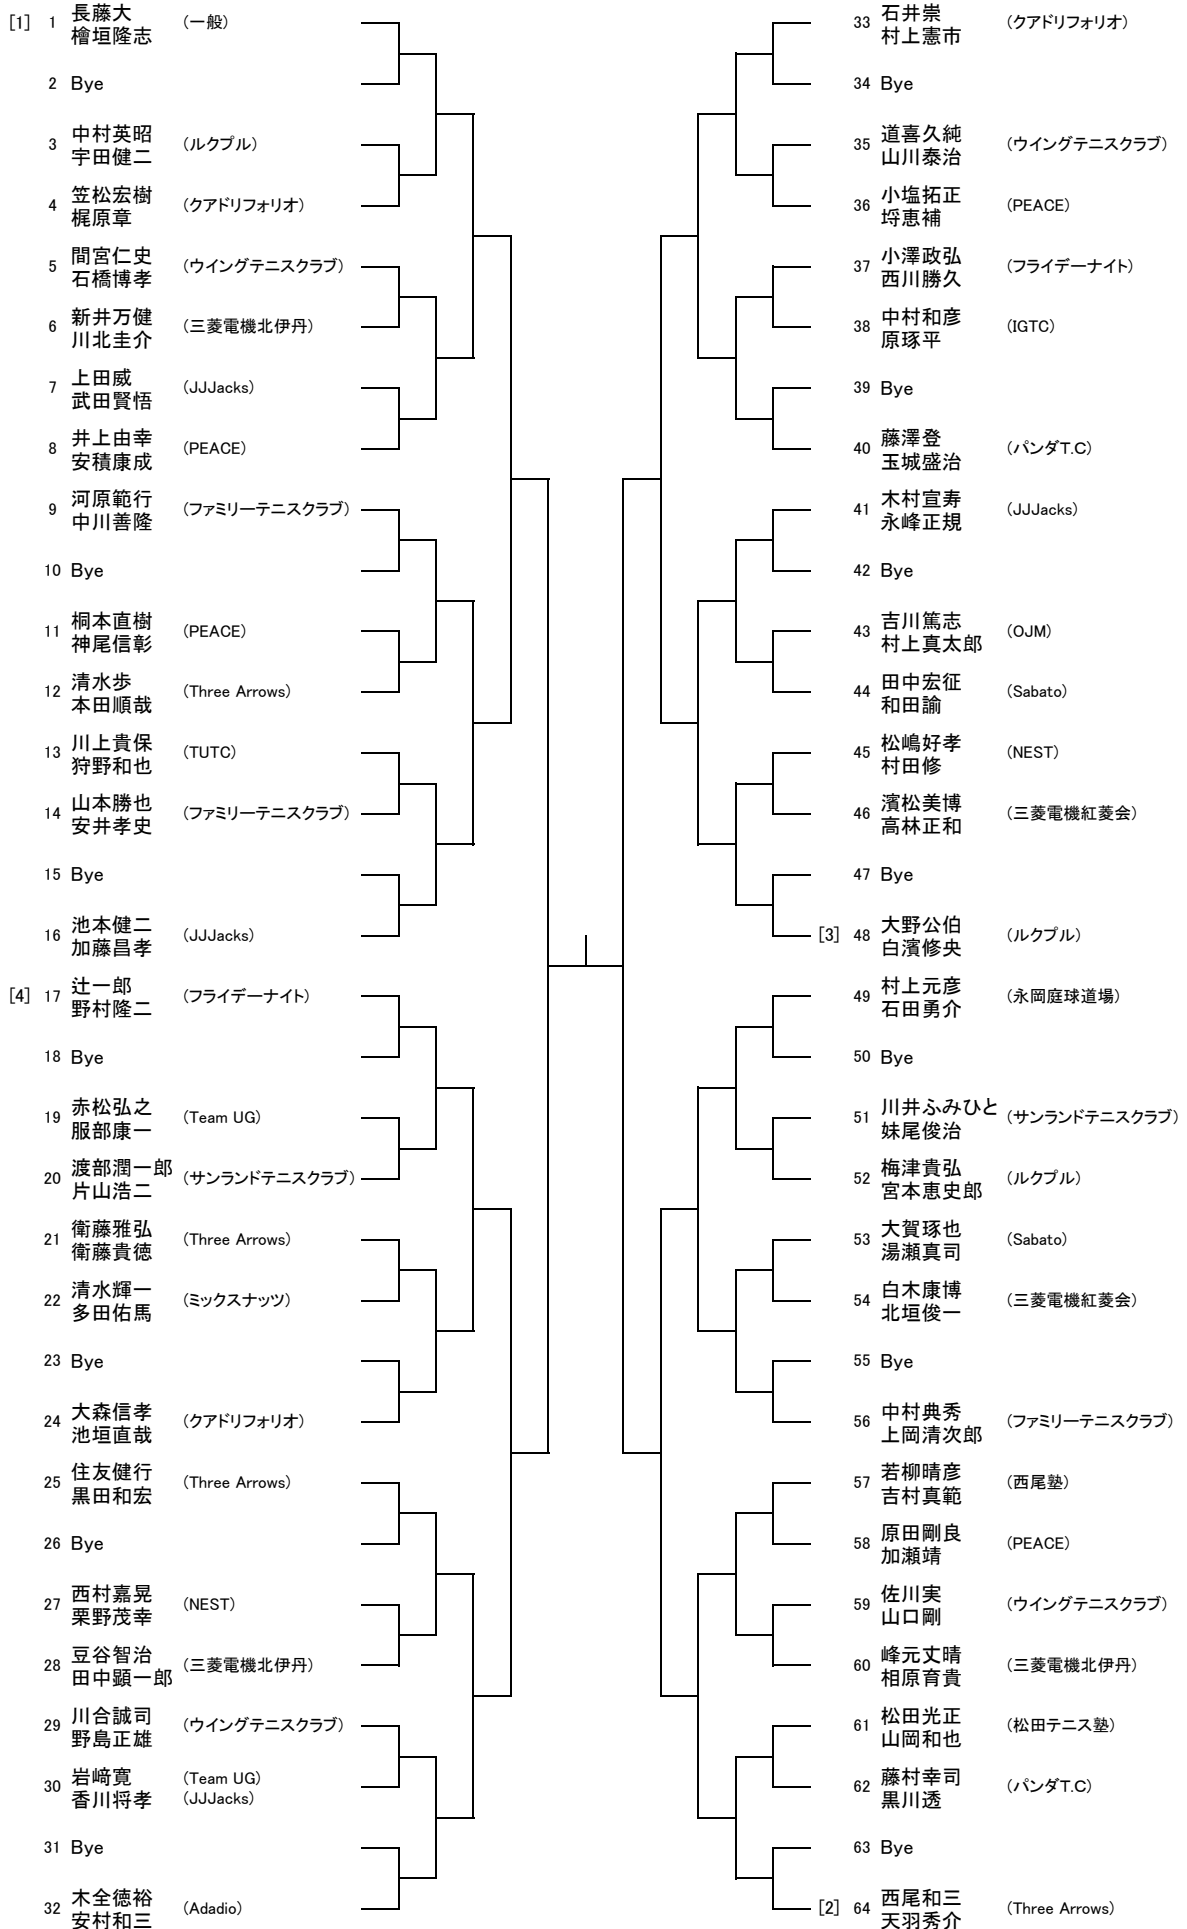 [1] 1 長藤大 (一般)
檜垣隆志
2 Bye
3 中村英昭 (ルクプル)
宇田健二
4 笠松宏樹 (クアドリフォリオ)
梶原章
5 間宮仁史 (ウイングテニスクラブ)
石橋博孝
6 新井万健 (三菱電機北伊丹)
川北圭介
7 上田威 (JJJacks)
武田賢悟
8 井上由幸 (PEACE)
安積康成
9 河原範行 (ファミリーテニスクラブ)
中川善隆
10 Bye
11 桐本直樹 (PEACE)
神尾信彰
12 清水歩 (Three Arrows)
本田順哉
13 川上貴保 (TUTC)
狩野和也
14 山本勝也 (ファミリーテニスクラブ)
安井孝史
15 Bye
16 池本健二 (JJJacks)
加藤昌孝
[4] 17 辻一郎 (フライデーナイト)
野村隆二
18 Bye
19 赤松弘之 (Team UG)
服部康一
20 渡部潤一郎 (サンランドテニスクラブ)
片山浩二
21 衛藤雅弘 (Three Arrows)
衛藤貴徳
22 清水輝一 (ミックスナッツ)
多田佑馬
23 Bye
24 大森信孝 (クアドリフォリオ)
池垣直哉
25 住友健行 (Three Arrows)
黒田和宏
26 Bye
27 西村嘉晃 (NEST)
栗野茂幸
28 豆谷智治 (三菱電機北伊丹)
田中顕一郎
29 川合誠司 (ウイングテニスクラブ)
野島正雄
30 岩﨑寛 (Team UG)
香川将孝 (JJJacks)
31 Bye
32 木全徳裕 (Adadio)
安村和三
33 石井崇 (クアドリフォリオ)
村上憲市
34 Bye
35 道喜久純 (ウイングテニスクラブ)
山川泰治
36 小塩拓正 (PEACE)
埒恵補
37 小澤政弘 (フライデーナイト)
西川勝久
38 中村和彦 (IGTC)
原琢平
39 Bye
40 藤澤登 (パンダT.C)
玉城盛治
41 木村宣寿 (JJJacks)
永峰正規
42 Bye
43 吉川篤志 (OJM)
村上真太郎
44 田中宏征 (Sabato)
和田諭
45 松嶋好孝 (NEST)
村田修
46 濱松美博 (三菱電機紅菱会)
高林正和
47 Bye
[3] 48 大野公伯 (ルクプル)
白濱修央
49 村上元彦 (永岡庭球道場)
石田勇介
50 Bye
51 川井ふみひと (サンランドテニスクラブ)
妹尾俊治
52 梅津貴弘 (ルクプル)
宮本恵史郎
53 大賀琢也 (Sabato)
湯瀬真司
54 白木康博 (三菱電機紅菱会)
北垣俊一
55 Bye
56 中村典秀 (ファミリーテニスクラブ)
上岡清次郎
57 若柳晴彦 (西尾塾)
吉村真範
58 原田剛良 (PEACE)
加瀬靖
59 佐川実 (ウイングテニスクラブ)
山口剛
60 峰元丈晴 (三菱電機北伊丹)
相原育貴
61 松田光正 (松田テニス塾)
山岡和也
62 藤村幸司 (パンダT.C)
黒川透
63 Bye
[2] 64 西尾和三 (Three Arrows)
天羽秀介